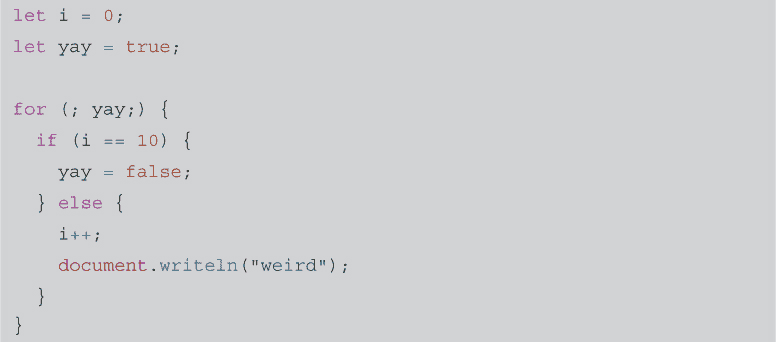 let i = 0;
let yay = true;
for (; yay;) {
if (i == 10) {
yay = false;
} else {
i++;
document.writeln("weird");
}
}